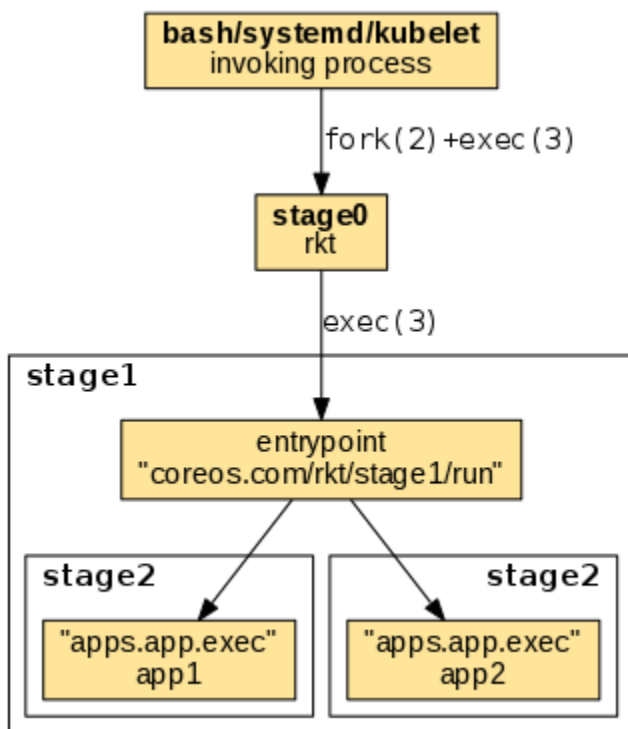 bash/systemd/kubelet
invoking process
fork(2)+exec(3)
stage0
rkt
exec(3)
stage1
entrypoint
"coreos.com/rkt/stage1/run"
stage2
stage2
"apps.app.exec"
app1
"apps.app.exec"
app2